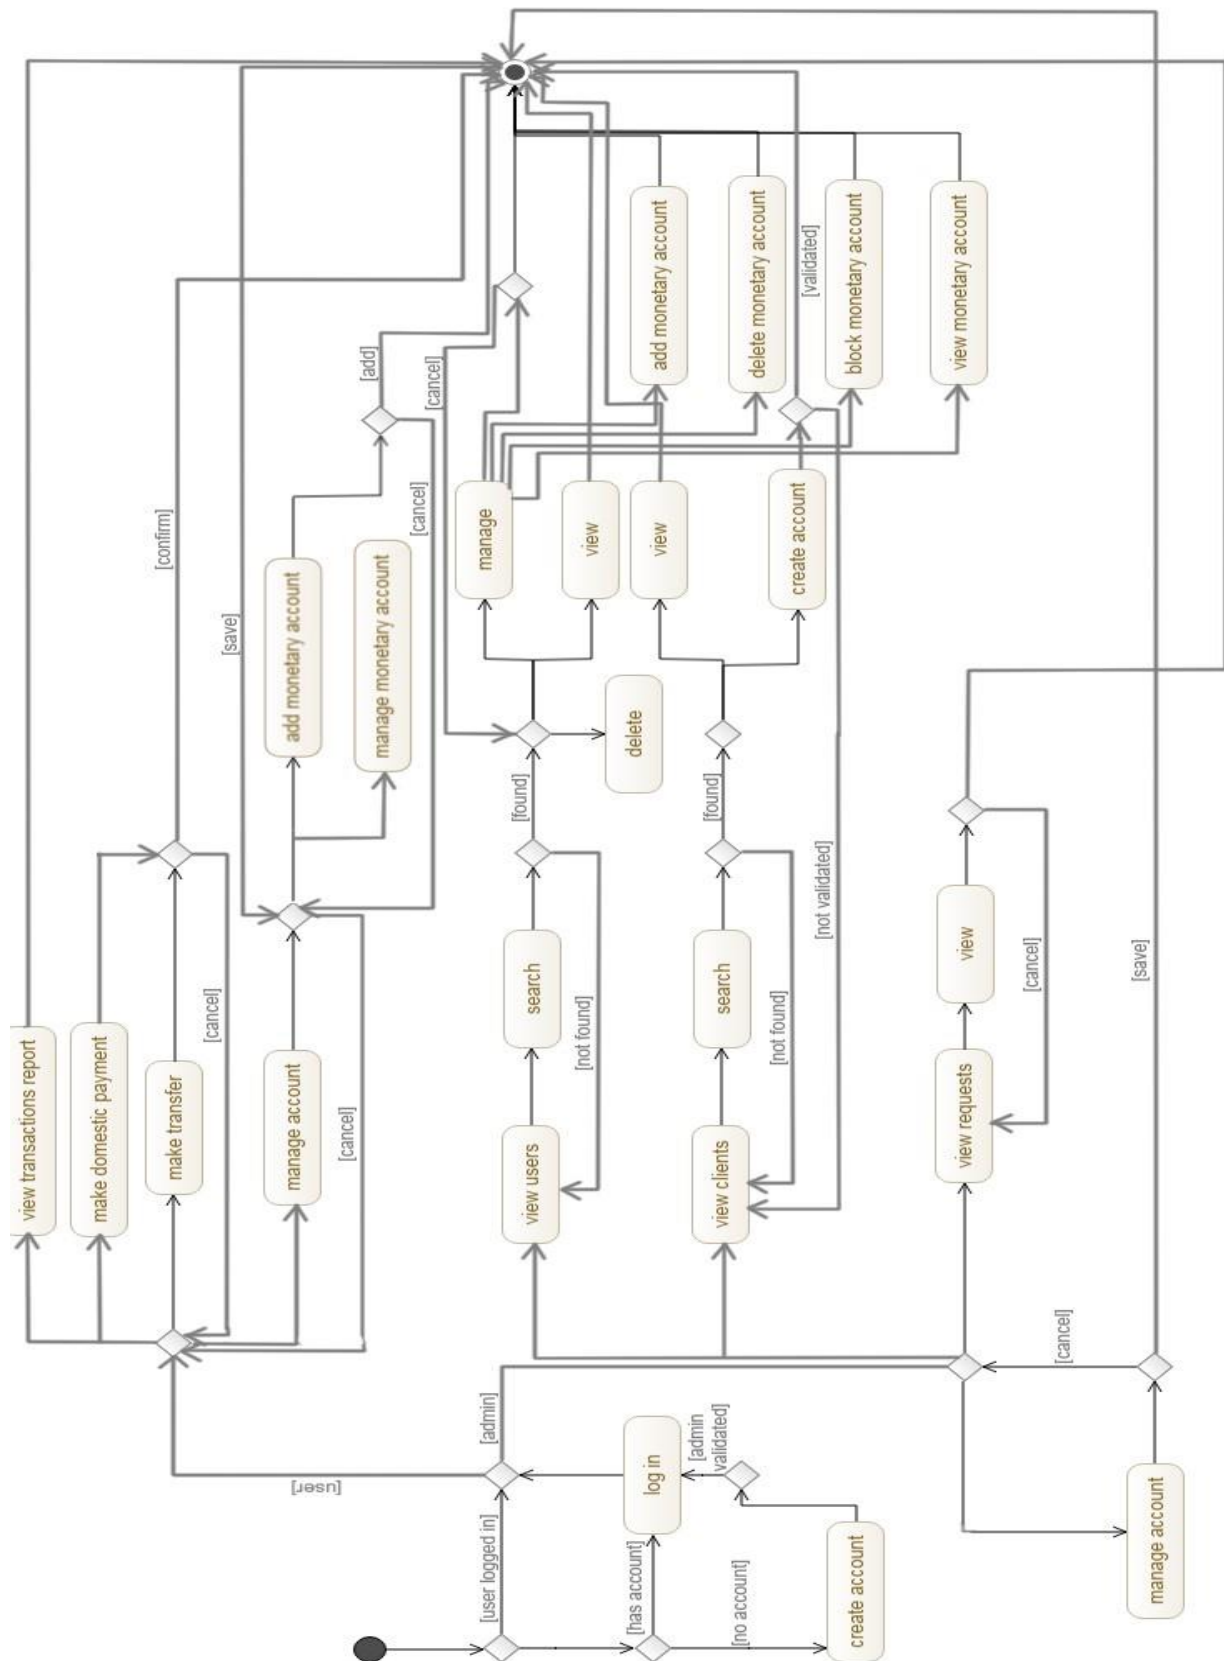 [user logged in]
[has account]
[no account]
create account
log in
[admin
validated]
[user]
[admin]
manage account
[cancel]
[save]
view transactions report
make domestic payment
make transfer
manage account
[cancel]
[cancel]
[confirm]
[save]
add monetary account
manage monetary account
[add]
[cancel]
[cancel]
view users
search
[not found]
[found]
delete
manage
view
view clients
search
[not found]
[found]
[not validated]
view
create account
[validated]
add monetary account
delete monetary account
block monetary account
view monetary account
view requests
view
[cancel]